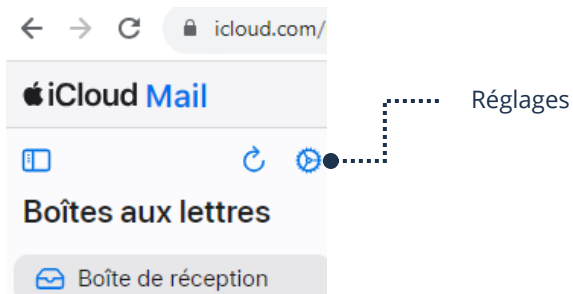 icloud.com/
iCloud Mail
Réglages
Boîtes aux lettres
Boîte de réception